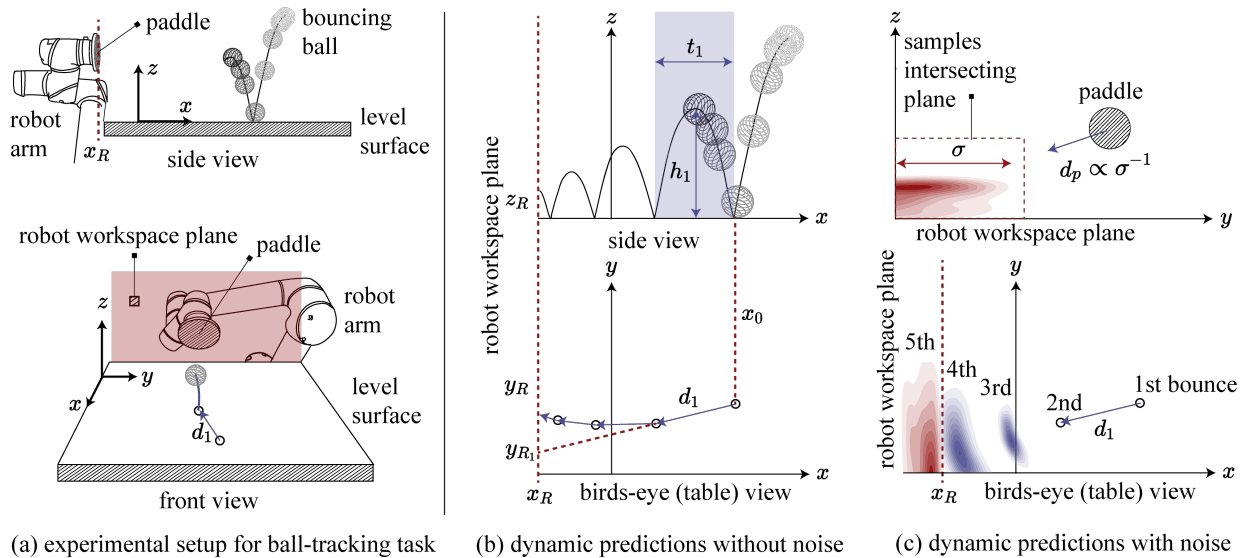 paddle
bouncing
ball
z
x
robot
arm
x_R
level
surface
side view
robot workspace plane
paddle
robot
arm
z
y
x
d_1
level
surface
front view
(a) experimental setup for ball-tracking task
z
t_1
h_1
z_R
x
side view
robot workspace plane
y
x_0
y_R
d_1
y_{R_1}
x
x_R
birds-eye (table) view
(b) dynamic predictions without noise
z
samples
intersecting
plane
paddle
σ
d_p ∝ σ^{-1}
y
robot workspace plane
robot workspace plane
y
5th
4th
3rd
2nd
1st bounce
d_1
x
x_R
birds-eye (table) view
(c) dynamic predictions with noise